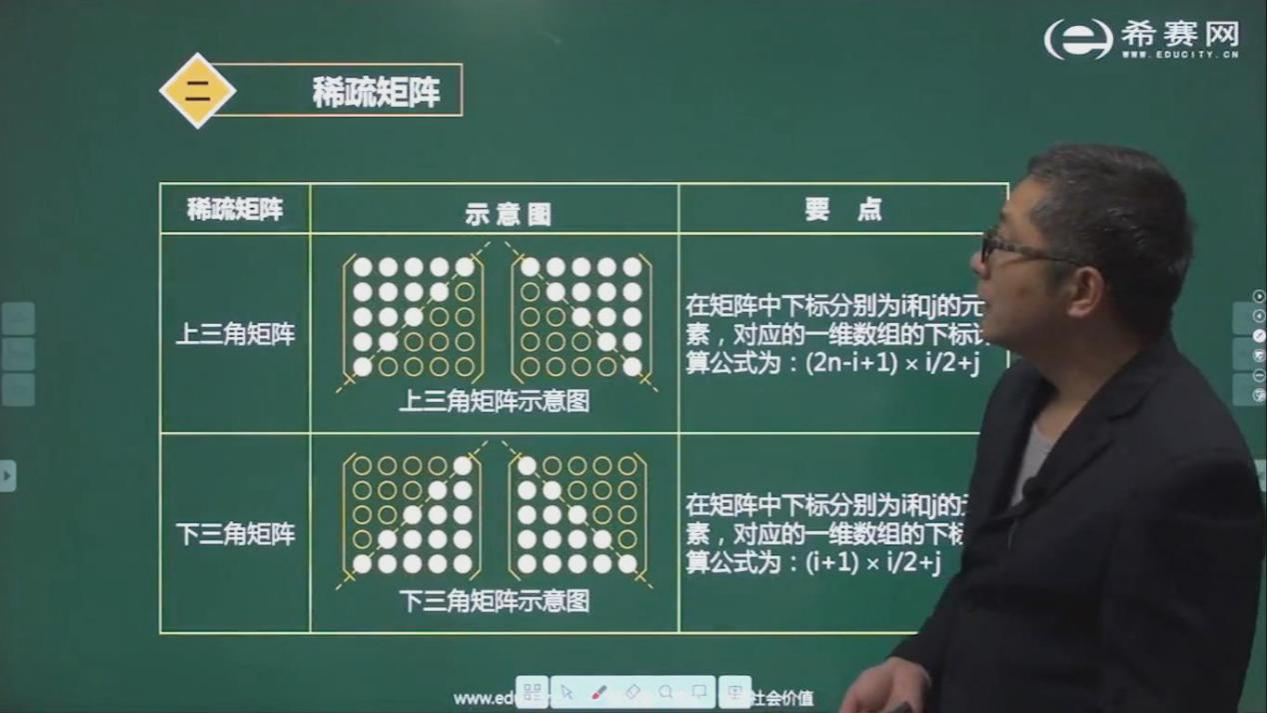 希赛网
WWW.EDUCITY.CN
二
稀疏矩阵
稀疏矩阵
示意图
要 点
上三角矩阵
上三角矩阵示意图
在矩阵中下标分别为i和j的元
素，对应的一维数组的下标计
算公式为：(2n-i+1) × i/2+j
下三角矩阵
下三角矩阵示意图
在矩阵中下标分别为i和j的元
素，对应的一维数组的下标
算公式为：(i+1) × i/2+j
www.edu
社会价值